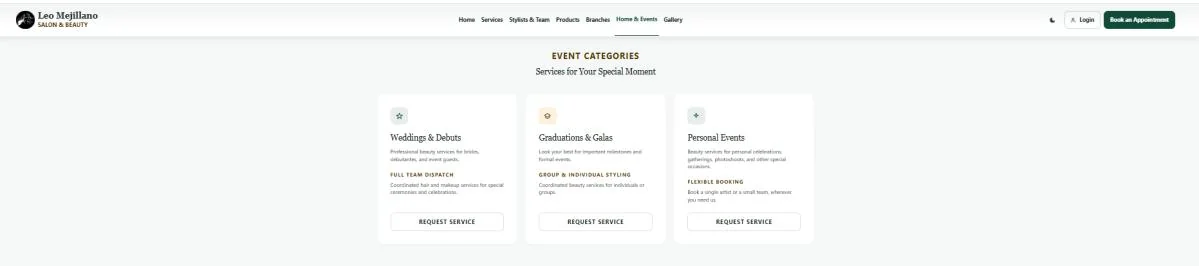 Leo Mejillano
SALON & BEAUTY
Home Services Stylists & Team Products Branches Home & Events Gallery
Login
Book an Appointment
EVENT CATEGORIES
Services for Your Special Moment
Weddings & Debuts
Professional beauty services for brides,
debutantes, and event guests.
FULL TEAM DISPATCH
Coordinated hair and makeup services for special
ceremonies and celebrations.
REQUEST SERVICE
Graduations & Galas
Look your best for important milestones and
formal events.
GROUP & INDIVIDUAL STYLING
Coordinated beauty services for individuals or
groups.
REQUEST SERVICE
Personal Events
Beauty services for personal celebrations,
gatherings, photoshoots, and other special
occasions.
FLEXIBLE BOOKING
Book a single artist or a small team, wherever
you need us.
REQUEST SERVICE